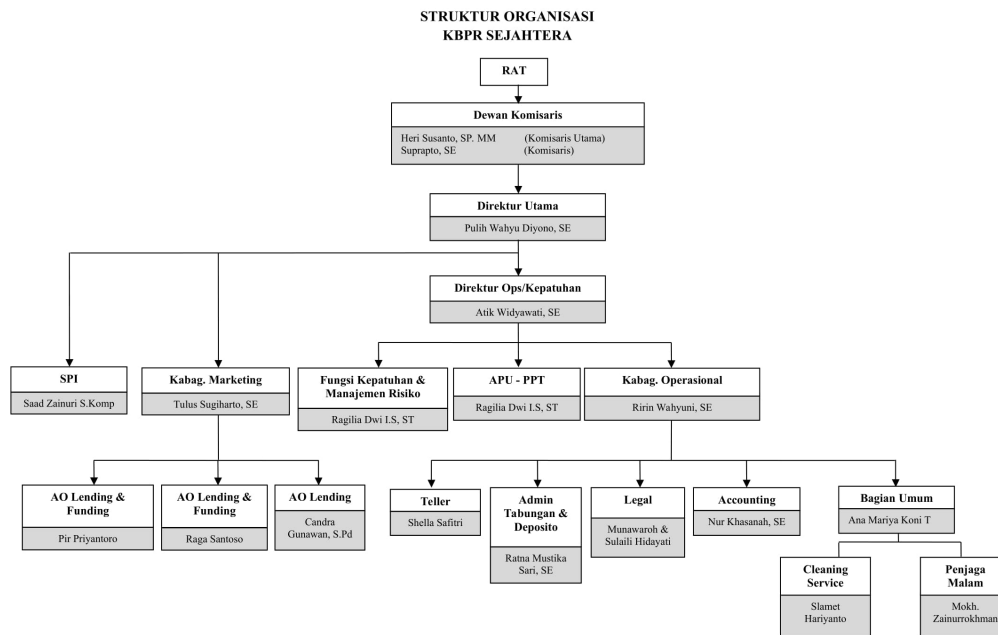 STRUKTUR ORGANISASI
KBPR SEJAHTERA
RAT
Dewan Komisaris
Heri Susanto, SP. MM (Komisaris Utama)
Suprapto, SE (Komisaris)
Direktur Utama
Pulih Wahyu Diyono, SE
Direktur Ops/Kepatuhan
Atik Widyawati, SE
SPI
Saad Zainuri S.Komp
Kabag. Marketing
Tulus Sugiharto, SE
Fungsi Kepatuhan &
Manajemen Risiko
Ragilia Dwi I.S, ST
APU - PPT
Ragilia Dwi I.S, ST
Kabag. Operasional
Ririn Wahyuni, SE
AO Lending &
Funding
Pir Priyantoro
AO Lending &
Funding
Raga Santoso
AO Lending
Candra
Gunawan, S.Pd
Teller
Shella Safitri
Admin
Tabungan &
Deposito
Ratna Mustika
Sari, SE
Legal
Munawaroh &
Sulaili Hidayati
Accounting
Nur Khasanah, SE
Bagian Umum
Ana Mariya Koni T
Cleaning
Service
Slamet
Hariyanto
Penjaga
Malam
Mokh.
Zainurrokhman